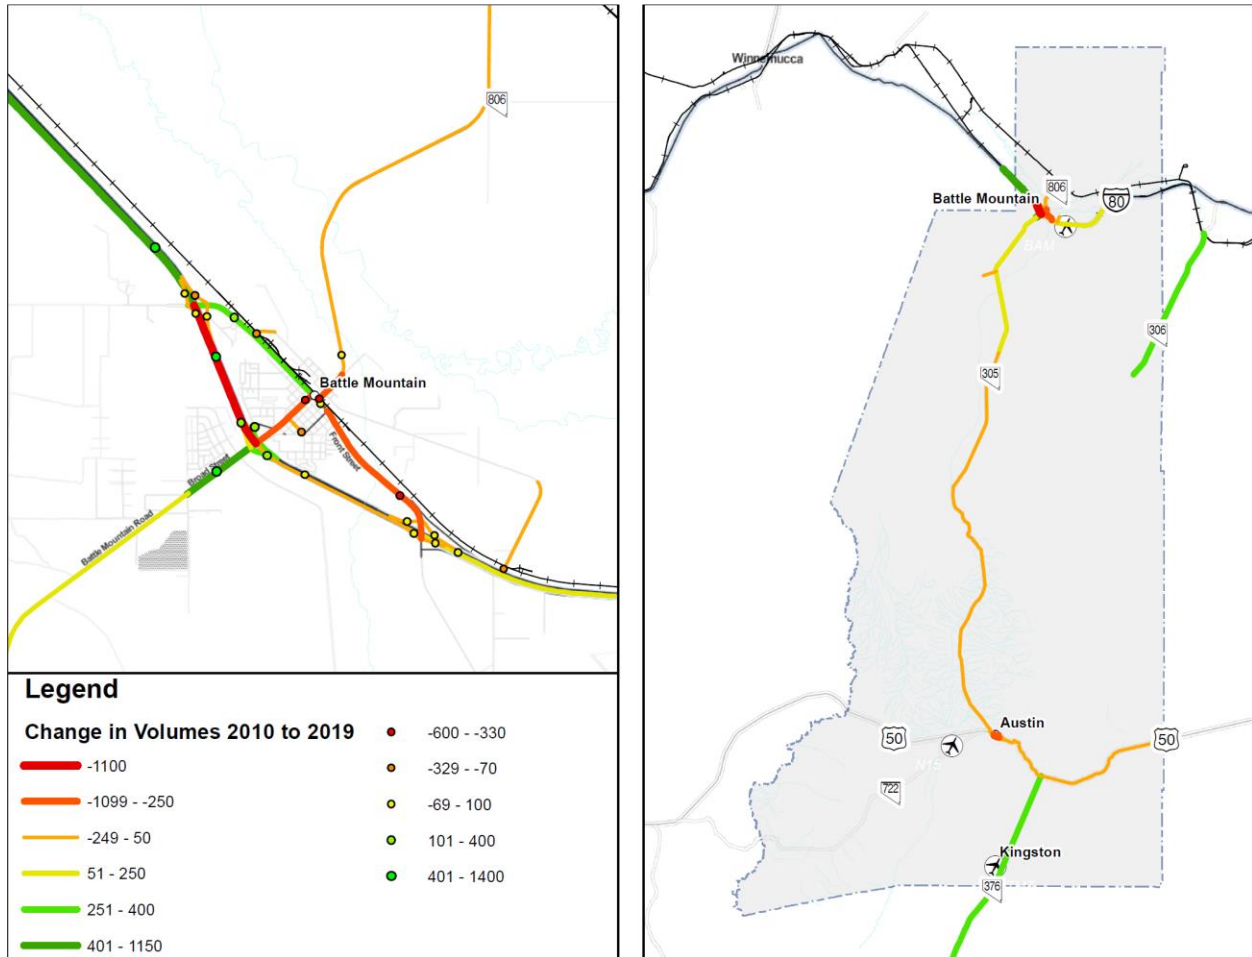 806
Battle Mountain
Front Street
Broad Street
Battle Mountain Road
Legend
Change in Volumes 2010 to 2019
-1100
-1099 - -250
-249 - 50
51 - 250
251 - 400
401 - 1150
-600 - -330
-329 - -70
-69 - 100
101 - 400
401 - 1400
Winnemucca
Battle Mountain
806
80
BAM
306
305
Austin
50
50
N15
722
Kingston
376